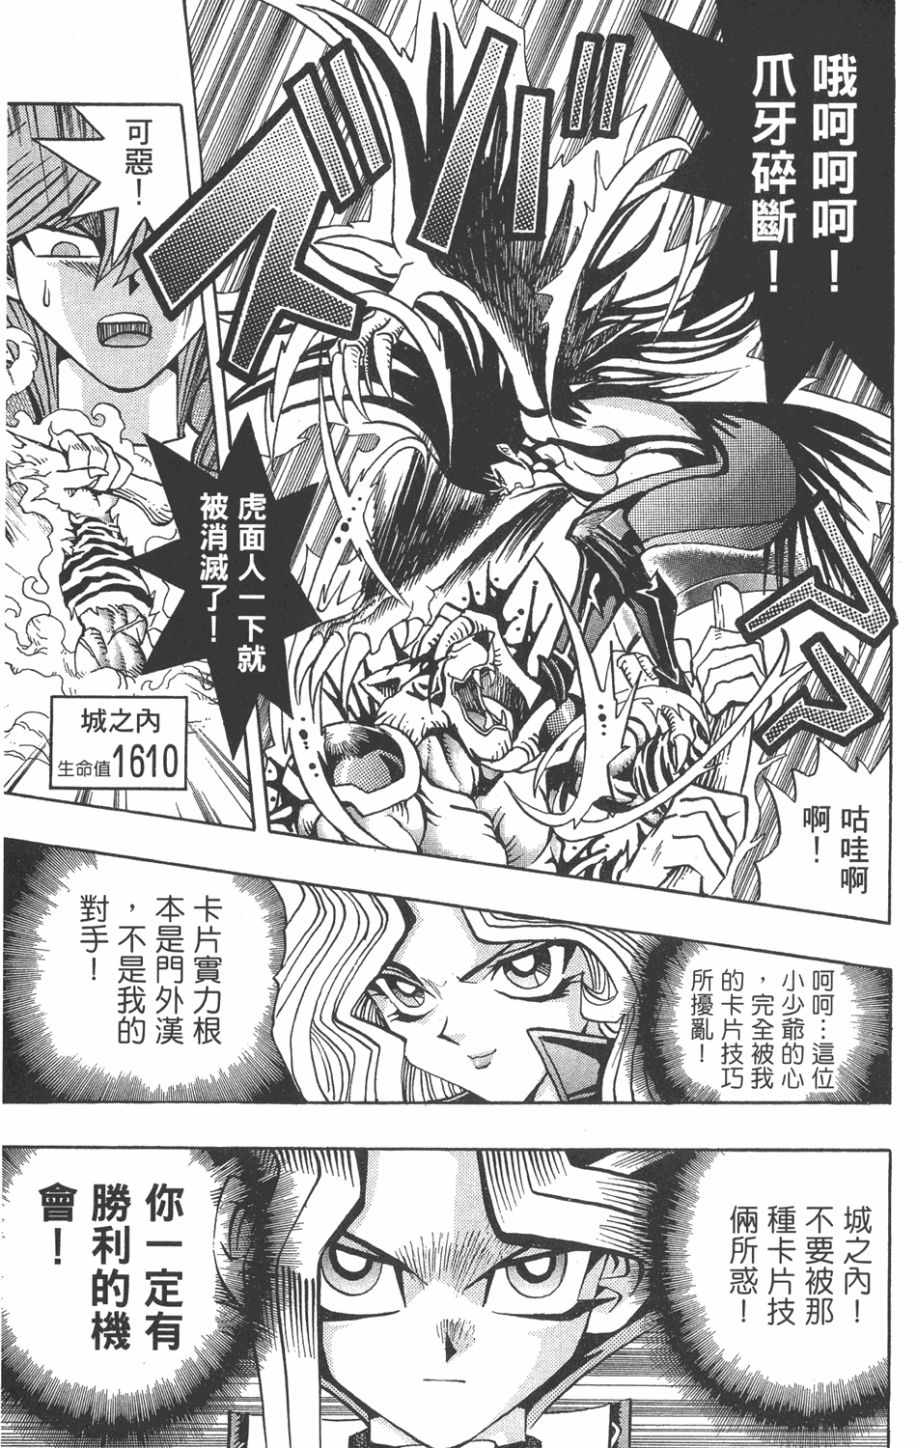 哦呵呵呵！
爪牙碎斷！
咕哇啊
啊！
可惡！
虎面人一下就
被消滅了！
城之內
生命值1610
呵呵…這位
小少爺的心
，完全被我
的卡片技巧
所擾亂！
卡片實力根
本是門外漢
，不是我的
對手！
城之內！
不要被那
種卡片技
倆所惑！
你一定有
勝利的機
會！